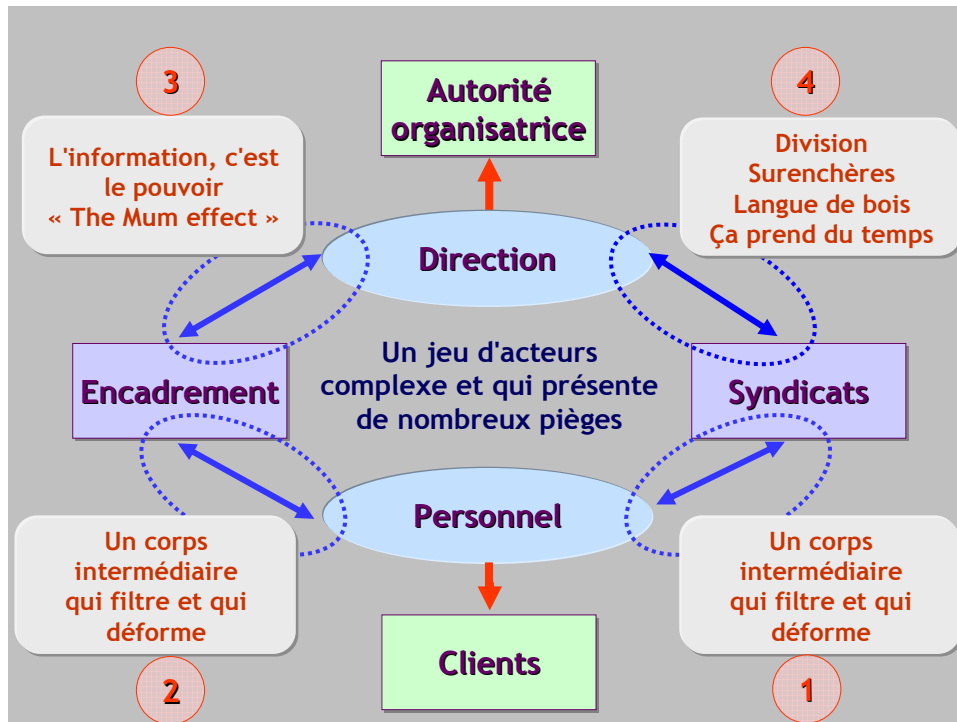 3
4
Autorité
organisatrice
L'information, c'est
le pouvoir
« The Mum effect »
Division
Surenchères
Langue de bois
Ça prend du temps
Direction
Un jeu d'acteurs
complexe et qui présente
de nombreux pièges
Encadrement
Syndicats
Personnel
Un corps
intermédiaire
qui filtre et qui
déforme
Un corps
intermédiaire
qui filtre et qui
déforme
Clients
2
1